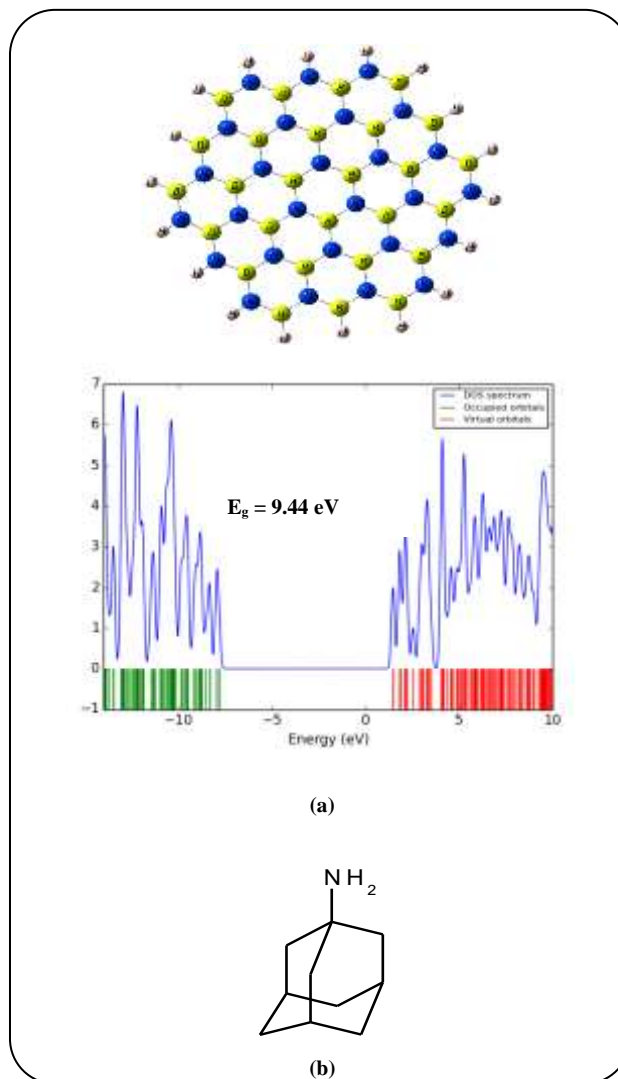 7
6
5
4
3
2
1
0
−1
DOS spectrum
Occupied orbitals
Virtual orbitals
E_g = 9.44 eV
−10 −5 0 5 10
Energy (eV)
(a)
NH₂
(b)